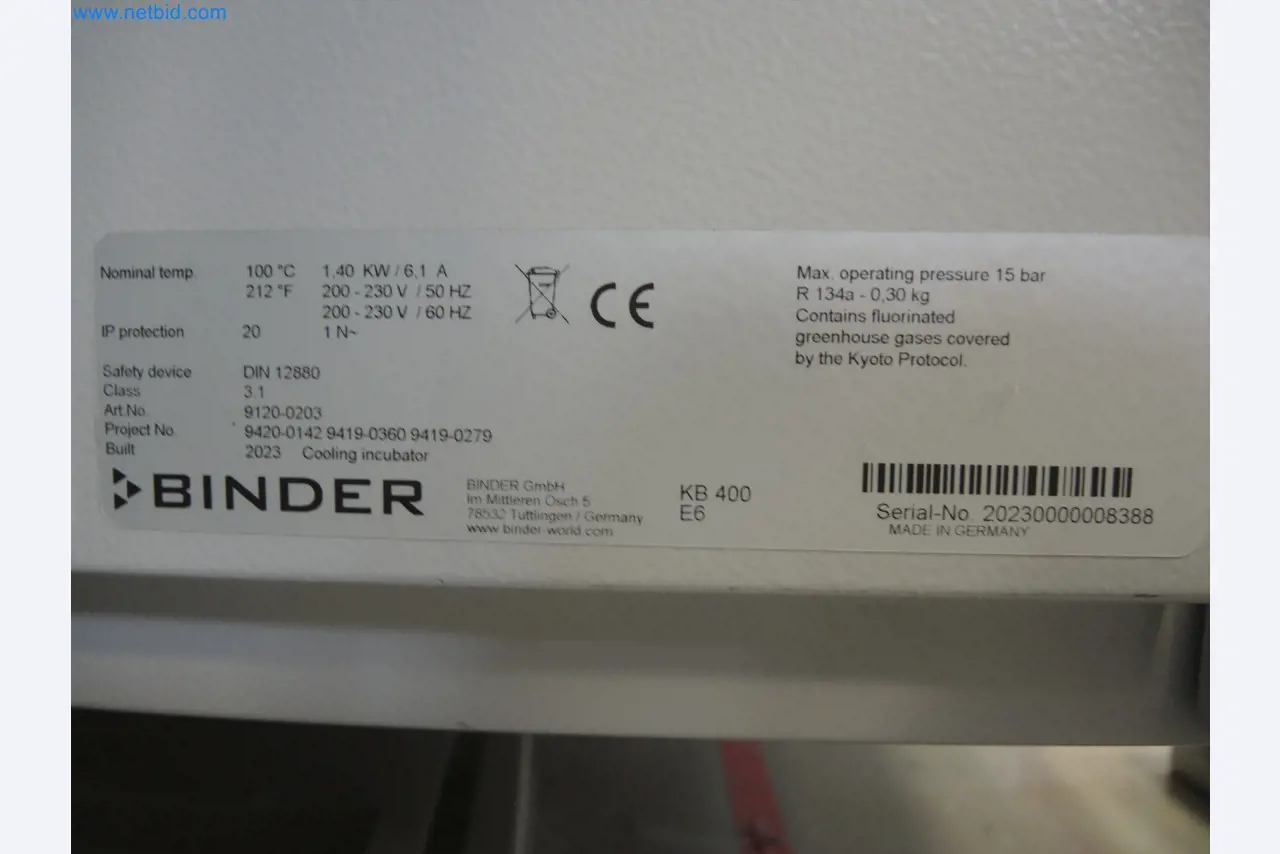 www.netbid.com
Nominal temp. 100 °C 1,40 KW / 6,1 A
212 °F 200 - 230 V / 50 HZ
200 - 230 V / 60 HZ
IP protection 20 1 N~
Safety device DIN 12880
Class 3.1
Art.No. 9120-0203
Project No. 9420-0142 9419-0360 9419-0279
Built 2023 Cooling incubator
CE
Max. operating pressure 15 bar
R 134a - 0,30 kg
Contains fluorinated
greenhouse gases covered
by the Kyoto Protocol.
BINDER
BINDER GmbH
Im Mittleren Ösch 5
78532 Tuttlingen / Germany
www.binder-world.com
KB 400
E6
Serial-No. 20230000008388
MADE IN GERMANY